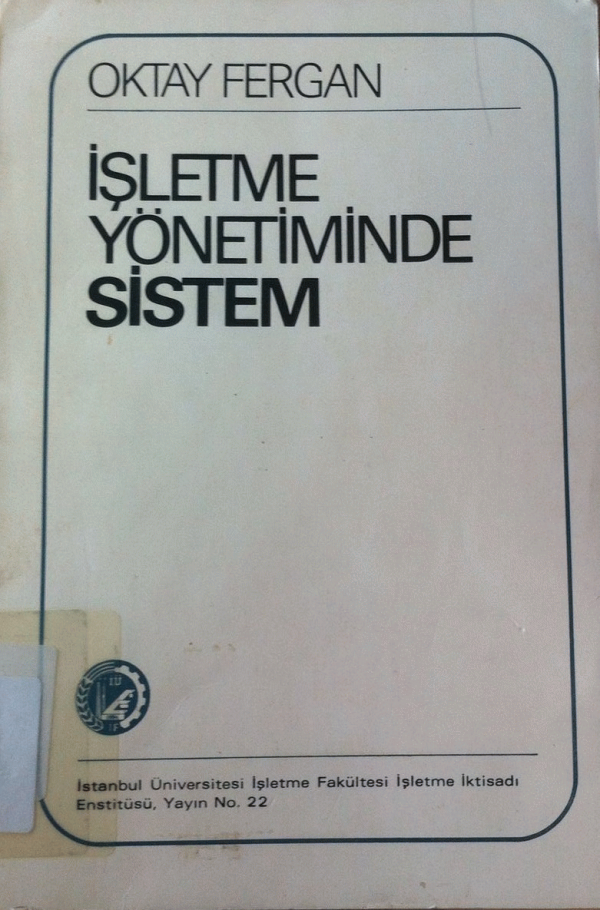 OKTAY FERGAN
İŞLETME
YÖNETİMİNDE
SİSTEM
İÜ
İF
İstanbul Üniversitesi İşletme Fakültesi İşletme İktisadı
Enstitüsü, Yayın No. 22